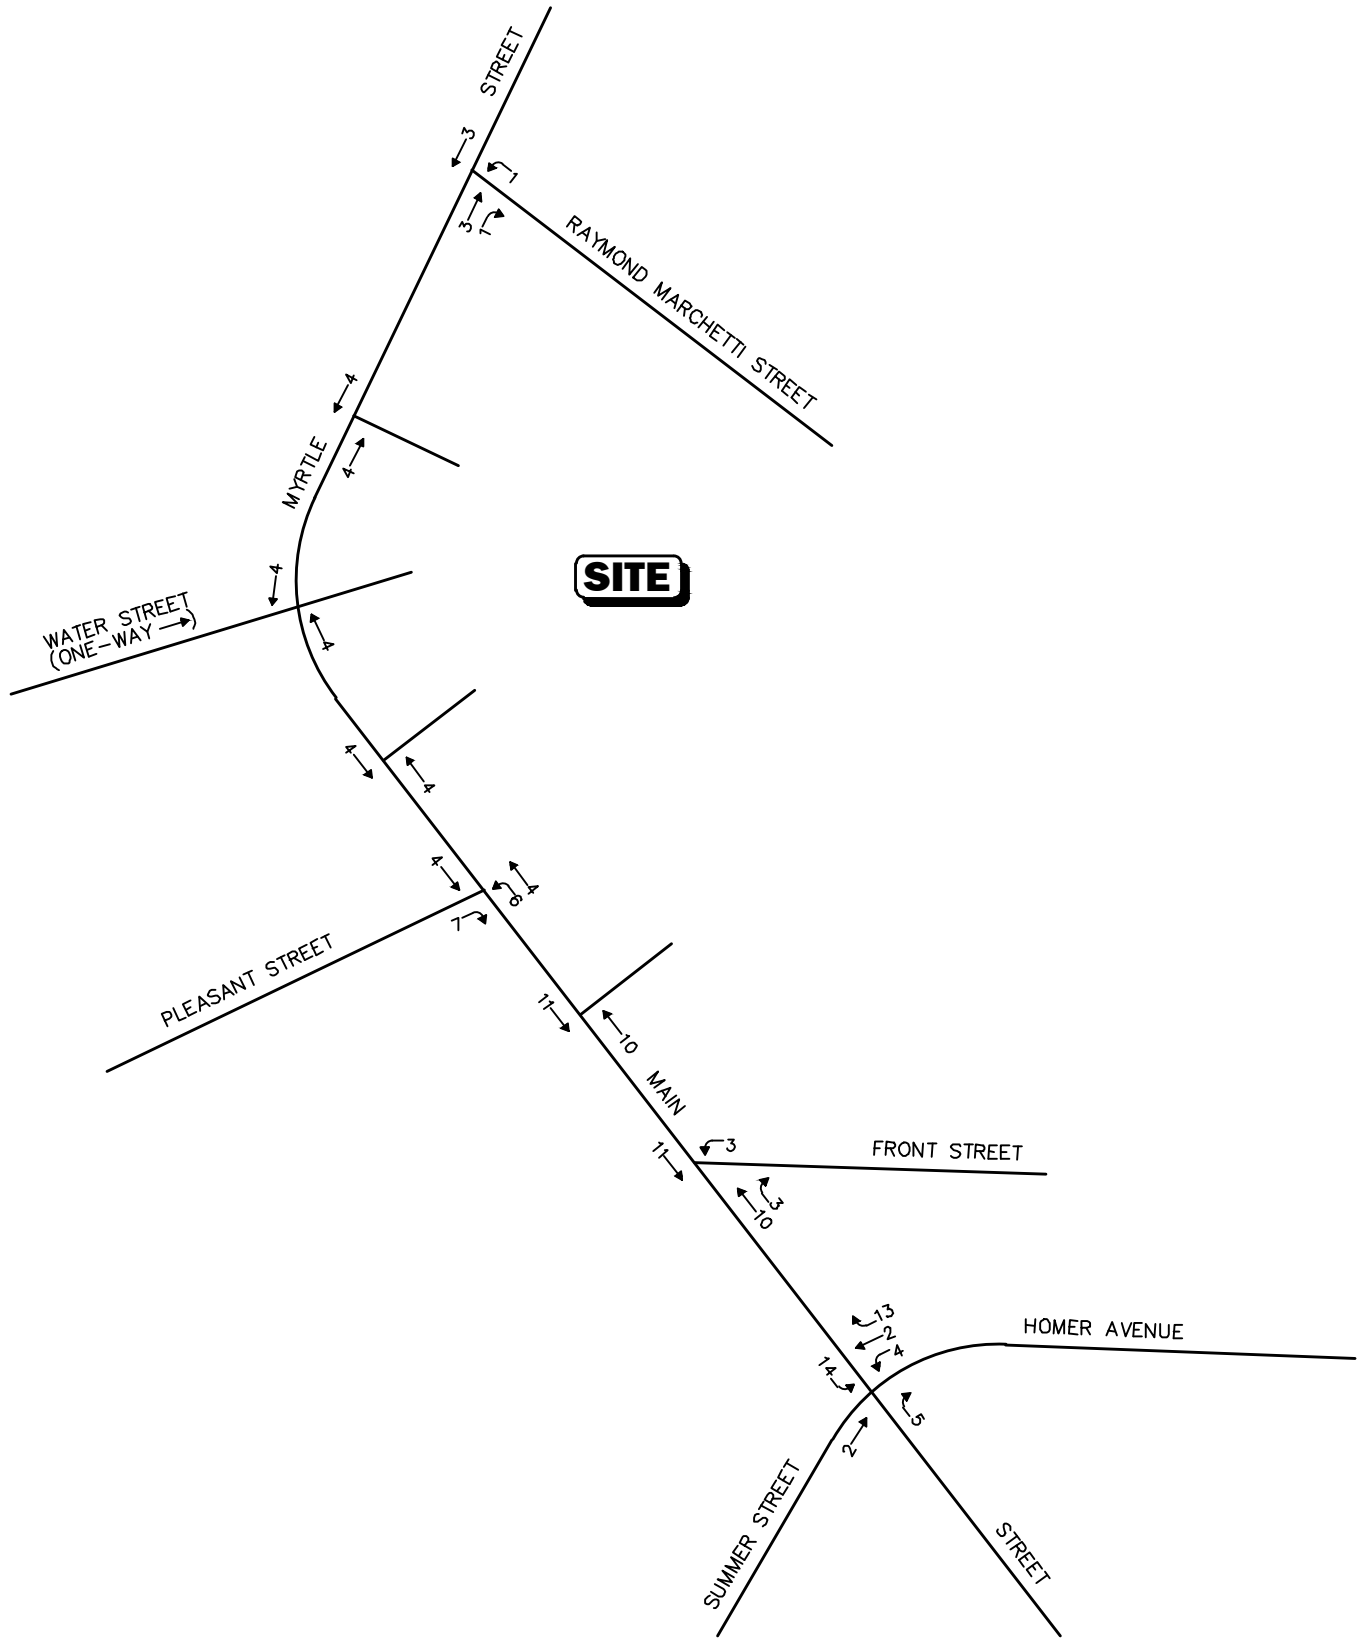 STREET
3
1
3
1
RAYMOND MARCHETTI STREET
4
MYRTLE
4
4
SITE
WATER STREET
(ONE-WAY →)
4
4
4
4
4
6
7
PLEASANT STREET
11
10
MAIN
11
3
FRONT STREET
3
10
13
2
4
HOMER AVENUE
14
5
2
SUMMER STREET
STREET